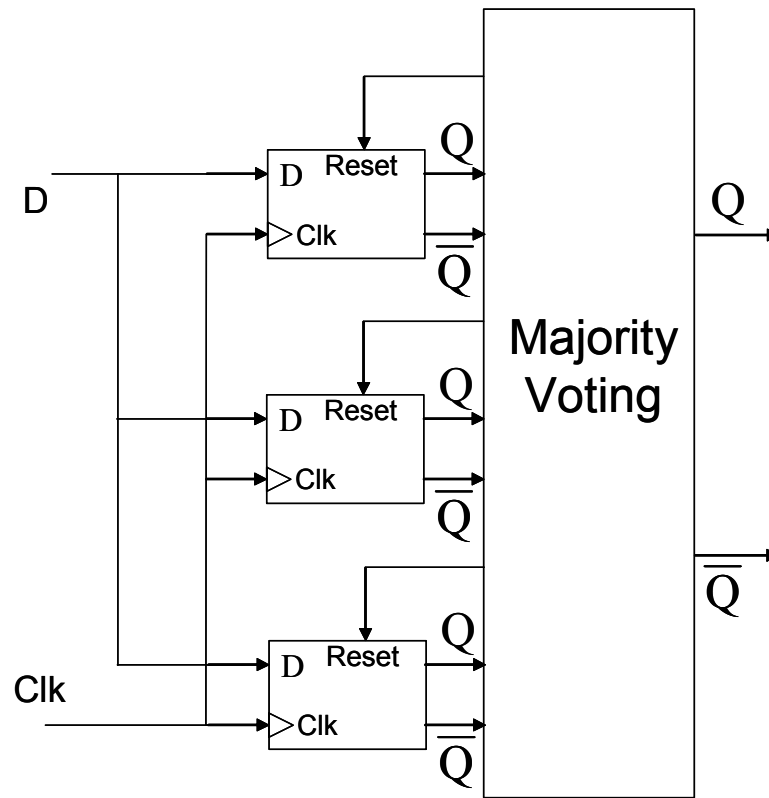 Q
D Reset
D
Clk
Q̅
Q
Majority
Voting
Q
D Reset
Clk
Q̅
Q̅
Q
D Reset
Clk
Clk
Q̅